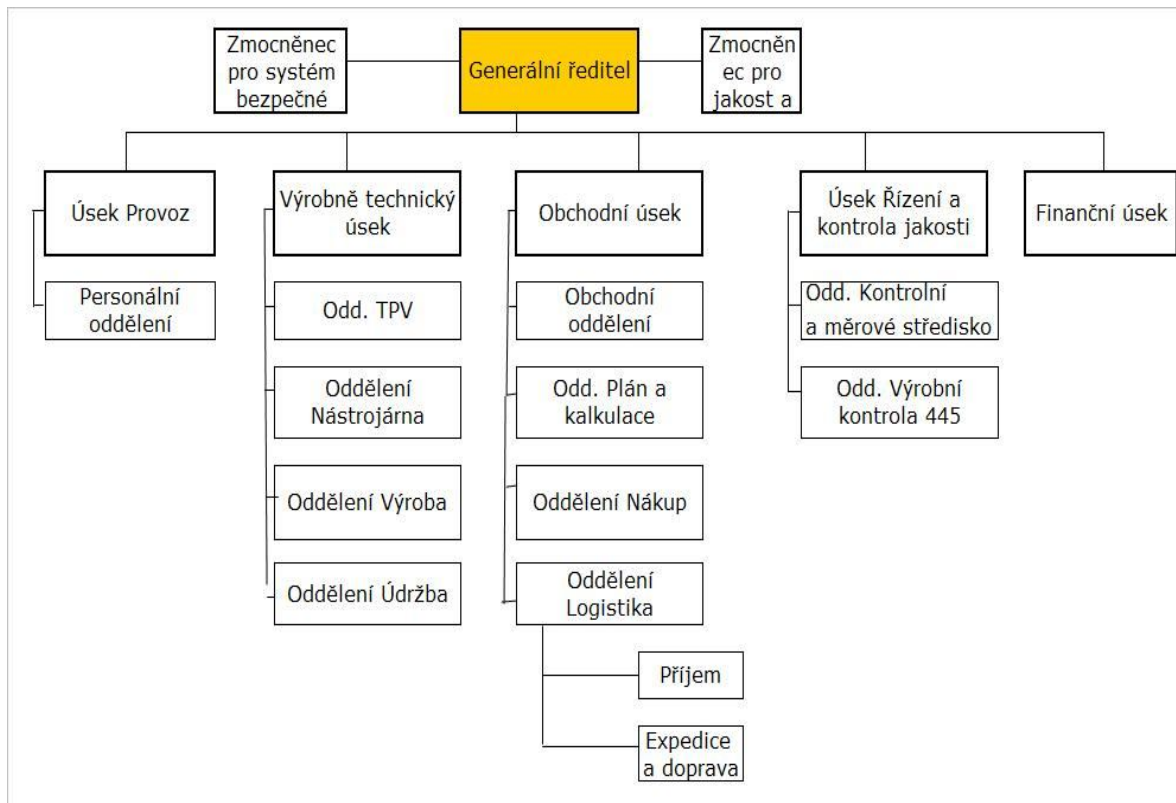 Zmocněnec
pro systém
bezpečné
Generální ředitel
Zmocněn
ec pro
jakost a
Úsek Provoz
Výrobně technický
úsek
Obchodní úsek
Úsek Řízení a
kontrola jakosti
Finanční úsek
Personální
oddělení
Odd. TPV
Obchodní
oddělení
Odd. Kontrolní
a měrové středisko
Oddělení
Nástrojárna
Odd. Plán a
kalkulace
Odd. Výrobní
kontrola 445
Oddělení Výroba
Oddělení Nákup
Oddělení Údržba
Oddělení
Logistika
Příjem
Expedice
a doprava